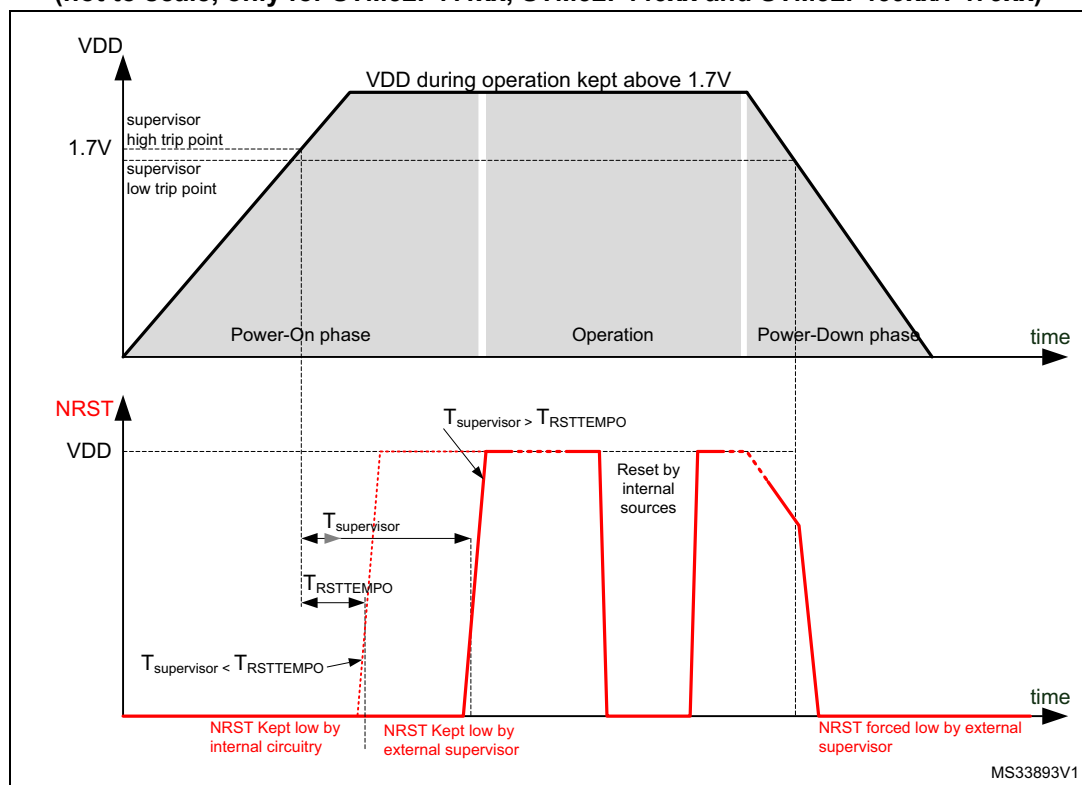 VDD
VDD during operation kept above 1.7V
supervisor
high trip point
1.7V
supervisor
low trip point
Power-On phase
Operation
Power-Down phase
time
NRST
VDD
Tsupervisor > TRSTTEMPO
Reset by
internal
sources
Tsupervisor
TRSTTEMPO
Tsupervisor < TRSTTEMPO
time
NRST Kept low by
internal circuitry
NRST Kept low by
external supervisor
NRST forced low by external
supervisor
MS33893V1